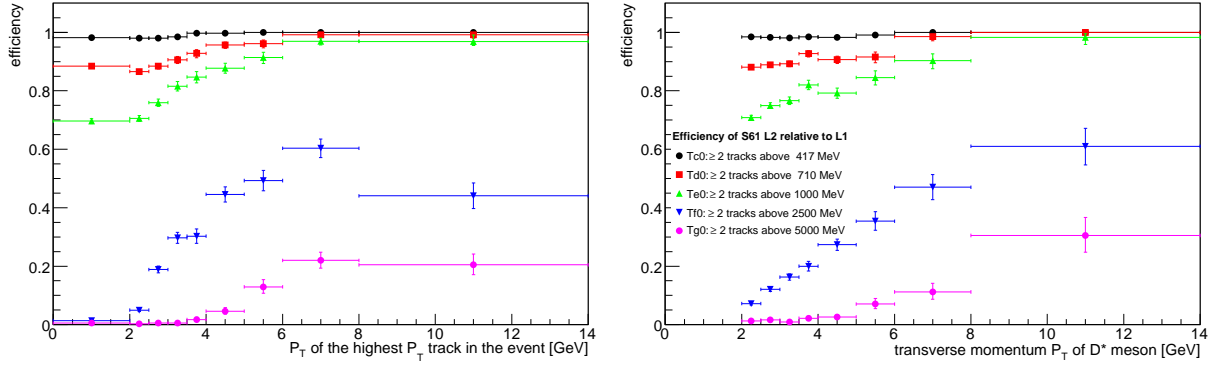 efficiency
1
0.8
0.6
0.4
0.2
0
0 2 4 6 8 10 12 14
P_T of the highest P_T track in the event [GeV]
efficiency
1
0.8
0.6
0.4
0.2
0
Efficiency of S61 L2 relative to L1
Tc0:≥ 2 tracks above 417 MeV
Td0:≥ 2 tracks above 710 MeV
Te0:≥ 2 tracks above 1000 MeV
Tf0:≥ 2 tracks above 2500 MeV
Tg0:≥ 2 tracks above 5000 MeV
0 2 4 6 8 10 12 14
transverse momentum P_T of D* meson [GeV]